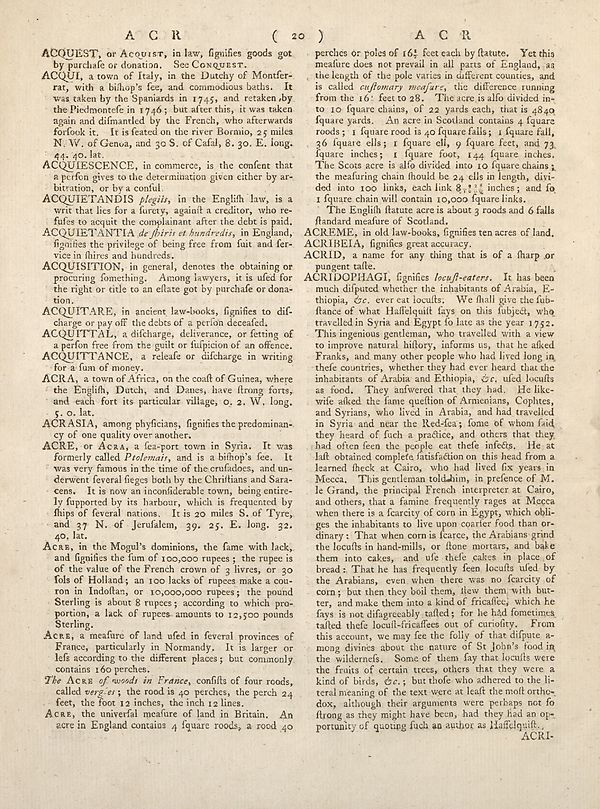 A C R ( 20 ) A C R
ACQUEST, or Acquist, in law, ſignifies goods got
by purchaſe or donation. See Conquest.
ACQUI, a town of Italy, in the Dutchy of Montfer-
rat, with a biſhop's ſee, and commodious baths. It
was taken by the Spaniards in 1745, and retaken by
the Piedmonteſe in 1746; but after this, it was taken
again and diſmantled by the French, who afterwards
forſook it. It is ſeated on the river Bormio, 25 miles
N. W. of Genoa, and 30 S. of Caſal, 8. 30. E. long.
44. 40. lat.
ACQUIESCENCE, in commerce, is the conſent that
a perſon gives to the determination given either by ar-
bitration, or by a conſul.
ACQUIETANDIS plegiis, in the Engliſh law, is a
writ that lies for a ſurety, againſt a creditor, who re-
fuſes to acquit the complainant after the debt is paid.
ACQUIETANTIA de ſhiris et hundredis, in England,
ſignifies the privilege of being free from ſuit and ſer-
vice in ſhires and hundreds.
ACQUISITION, in general, denotes the obtaining or
procuring ſomething. Among lawyers, it is uſed for
the right or title to an eſtate got by purchaſe or dona-
tion.
ACQUITARE, in ancient law-books, ſignifies to diſ-
charge or pay off the debts of a perſon deceaſed.
ACQUITTAL, a diſcharge, deliverance, or ſetting of
a perſon free from the guilt or ſuſpicion of an offence.
ACQUITTANCE, a releaſe or diſcharge in writing
for a ſum of money.
ACRA, a town of Africa, on the coaſt of Guinea, where
the Engliſh, Dutch, and Danes, have ſtrong forts,
and each fort its particular village, 0. 2. W. long.
5. 0. lat.
ACRASIA, among phyſicians, ſignifies the predominan-
cy of one quality over another.
ACRE, or Acra, a ſea-port town in Syria. It was
formerly called Ptolemais, and is a biſhop's ſee. It
was very famous in the time of the cruſadoes, and un-
derwent ſeveral ſieges both by the Chriſtians and Sara-
cens. It is now an inconſiderable town, being entire-
ly ſupported by its harbour, which is frequented by
ſhips of ſeveral nations. It is 20 miles S. of Tyre,
and 37 N. of Jeruſalem, 39. 25. E. long. 32.
40. lat.
Acre, in the Mogul's dominions, the ſame with lack,
and ſignifies the ſum of 100,000 rupees; the rupee is
of the value of the French crown of 3 livres, or 30
ſols of Holland; an 100 lacks of rupees make a cou-
ron in Indoſtan, or 10,000,000 rupees; the pound
Sterling is about 8 rupees; according to which pro-
portion, a lack of rupees amounts to 12,500 pounds
Sterling.
Acre, a meaſure of land uſed in ſeveral provinces of
France, particularly in Normandy. It is larger or
leſs according to the different places; but commonly
contains 160 perches.
The Acre of woods in France, conſiſts of four roods,
called verg.es; the rood is 40 perches, the perch 24
feet, the foot 12 inches, the inch 12 lines.
Acre, the univerſal meaſure of land in Britain. An
acre in England contains 4 ſquare roods, a rood 40
perches or poles of 16½ feet each by ſtatute. Yet this
meaſure does not prevail in all parts of England, as
the length of the pole varies in different counties, and
is called cuſtomary meaſure, the difference running
from the 16½ feet to 28. The acre is alſo divided in-
to 10 ſquare chains, of 22 yards each, that is 4840
ſquare yards. An acre in Scotland contains 4 ſquare
roods; 1 ſquare rood is 40 ſquare falls; 1 ſquare fall,
36 ſquare ells; 1 ſquare ell, 9 ſquare feet, and 73
ſquare inches; 1 ſquare foot, 144 ſquare inches.
The Scots acre is alſo divided into 10 ſquare chains;
the meaſuring chain ſhould be 24 ells in length, divi-
ded into 100 links, each link inches; and ſo
1 ſquare chain will contain 10,000 ſquare links.
The Engliſh ſtatute acre is about 3 roods and 6 falls
ſtandard meaſure of Scotland.
ACREME, in old law-books, ſignifies ten acres of land.
ACRIBEIA, ſignifies great accuracy.
ACRID, a name for any thing that is of a ſharp or
pungent taſte.
ACRIDOPHAGI, ſignifies locuſt-eaters. It has been
much diſputed whether the inhabitants of Arabia, E-
thiopia, &c. ever eat locuſts. We ſhall give the ſub-
ſtance of what Haſſelquiſt ſays on this ſubject, who
travelled in Syria and Egypt ſo late as the year 1752.
This ingenious gentleman, who travelled with a view
to improve natural hiſtory, informs us, that he aſked
Franks, and many other people who had lived long in
theſe countries, whether they had ever heard that the
inhabitants of Arabia and Ethiopia, &c. uſed locuſts
as food. They anſwered that they had. He like-
wiſe aſked the ſame queſtion of Armenians, Cophtes,
and Syrians, who lived in Arabia, and had travelled
in Syria and near the Red-ſea; ſome of whom ſaid
they heard of ſuch a practice, and others that they
had often ſeen the people eat theſe inſects. He at
laſt obtained complete ſatisfaction on this head from a
learned ſheck at Cairo, who had lived ſix years in
Mecca. This gentleman told him, in preſence of M.
le Grand, the principal French interpreter at Cairo,
and others, that a famine frequently rages at Mecca
when there is a ſcarcity of corn in Egypt, which obli-
ges the inhabitants to live upon coarſer food than or-
dinary: That when corn is ſcarce, the Arabians grind
the locuſts in hand-mills, or ſtone mortars, and bake
them into cakes, and uſe theſe cakes in place of
bread: That he has frequently ſeen locuſts uſed by
the Arabians, even when there was no ſcarcity of
corn; but then they boil them, ſtew them with but-
ter, and make them into a kind of fricaſſee, which he
ſays is not diſagreeably taſted; for he had ſometimes
taſted theſe locuſt-fricaſſees out of curioſity. From
this account, we may ſee the folly of that diſpute a-
mong divines about the nature of St John's food in
the wilderneſs. Some of them ſay that locuſts were
the fruits of certain trees, others that they were a
kind of birds, &c.; but thoſe who adhered to the li-
teral meaning of the text were at leaſt the moſt ortho-
dox, although their arguments were perhaps not ſo
ſtrong as they might have been, had they had an op-
portunity of quoting ſuch an author as Haſſelquiſt.
ACRI-